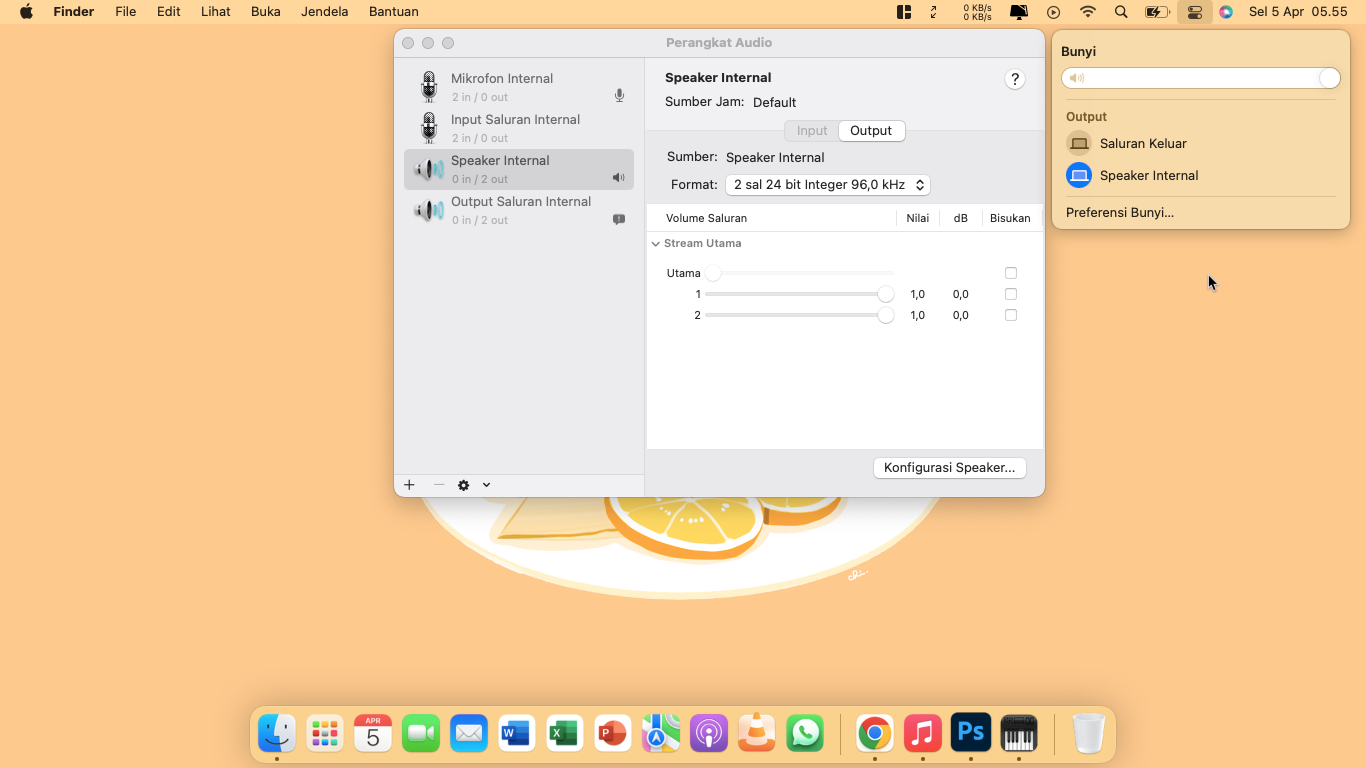 Finder File Edit Lihat Buka Jendela Bantuan
0 KB/s
0 KB/s
Sel 5 Apr 05.55
Perangkat Audio
Mikrofon Internal
2 in / 0 out
Input Saluran Internal
2 in / 0 out
Speaker Internal
0 in / 2 out
Output Saluran Internal
0 in / 2 out
Speaker Internal
?
Sumber Jam: Default
Input Output
Sumber: Speaker Internal
Format: 2 sal 24 bit Integer 96,0 kHz
Volume Saluran Nilai dB Bisukan
Stream Utama
Utama
1 1,0 0,0
2 1,0 0,0
Konfigurasi Speaker...
Bunyi
Output
Saluran Keluar
Speaker Internal
Preferensi Bunyi...
chi.
APR
5
W
X
P
Ps